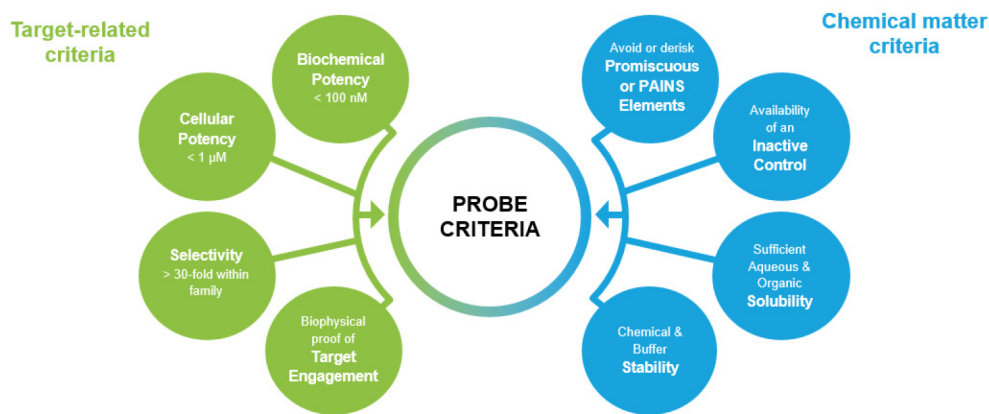 Target-related
criteria
Biochemical
Potency
< 100 nM
Cellular
Potency
< 1 µM
Selectivity
> 30-fold within
family
Biophysical
proof of
Target
Engagement
PROBE
CRITERIA
Chemical matter
criteria
Avoid or derisk
Promiscuous
or PAINS
Elements
Availability
of an
Inactive
Control
Sufficient
Aqueous &
Organic
Solubility
Chemical &
Buffer
Stability